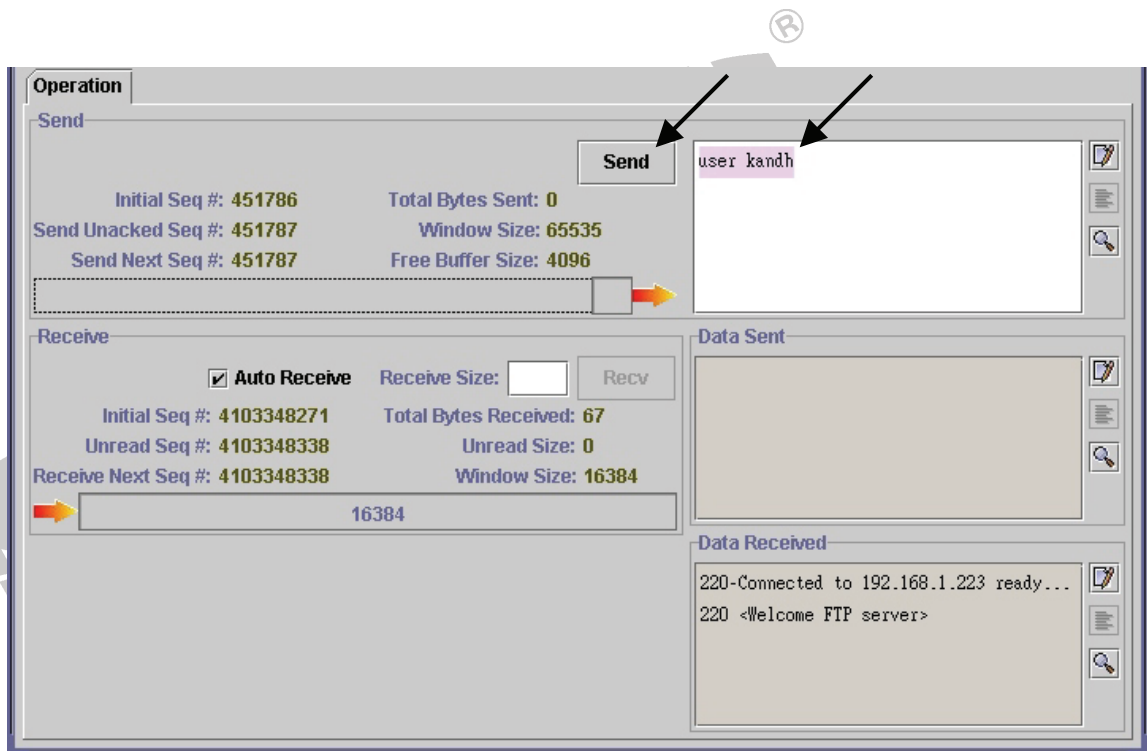 ®
Operation
Send
Send
user kandh
Initial Seq #: 451786 Total Bytes Sent: 0
Send Unacked Seq #: 451787 Window Size: 65535
Send Next Seq #: 451787 Free Buffer Size: 4096
Receive
Auto Receive Receive Size: Recv
Initial Seq #: 4103348271 Total Bytes Received: 67
Unread Seq #: 4103348338 Unread Size: 0
Receive Next Seq #: 4103348338 Window Size: 16384
16384
Data Sent
Data Received
220-Connected to 192.168.1.223 ready...
220 <Welcome FTP server>